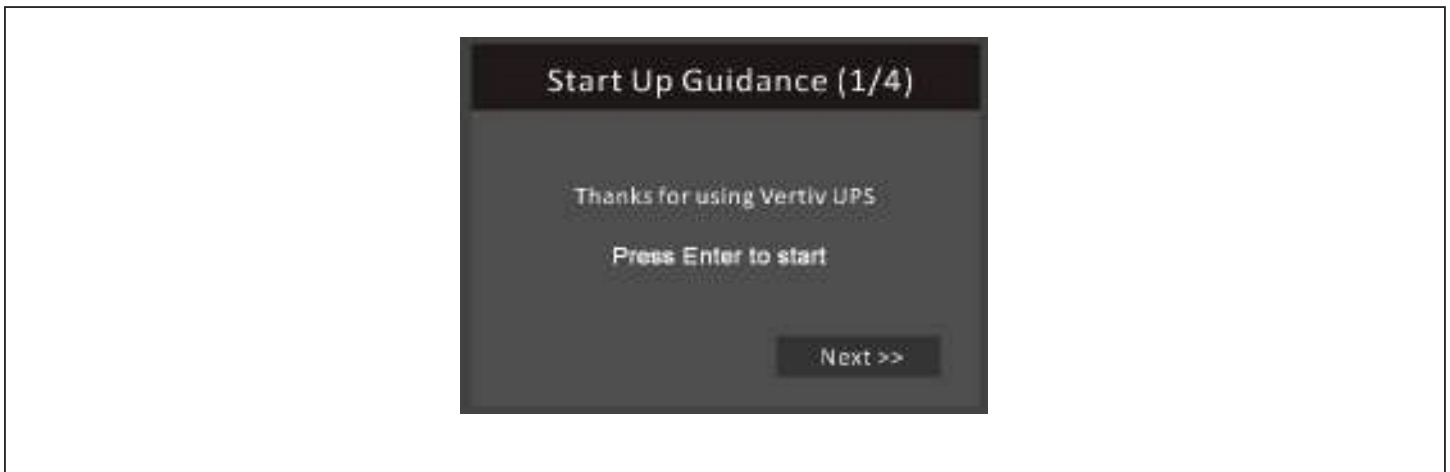 Start Up Guidance (1/4)
Thanks for using Vertiv UPS
Press Enter to start
Next >>